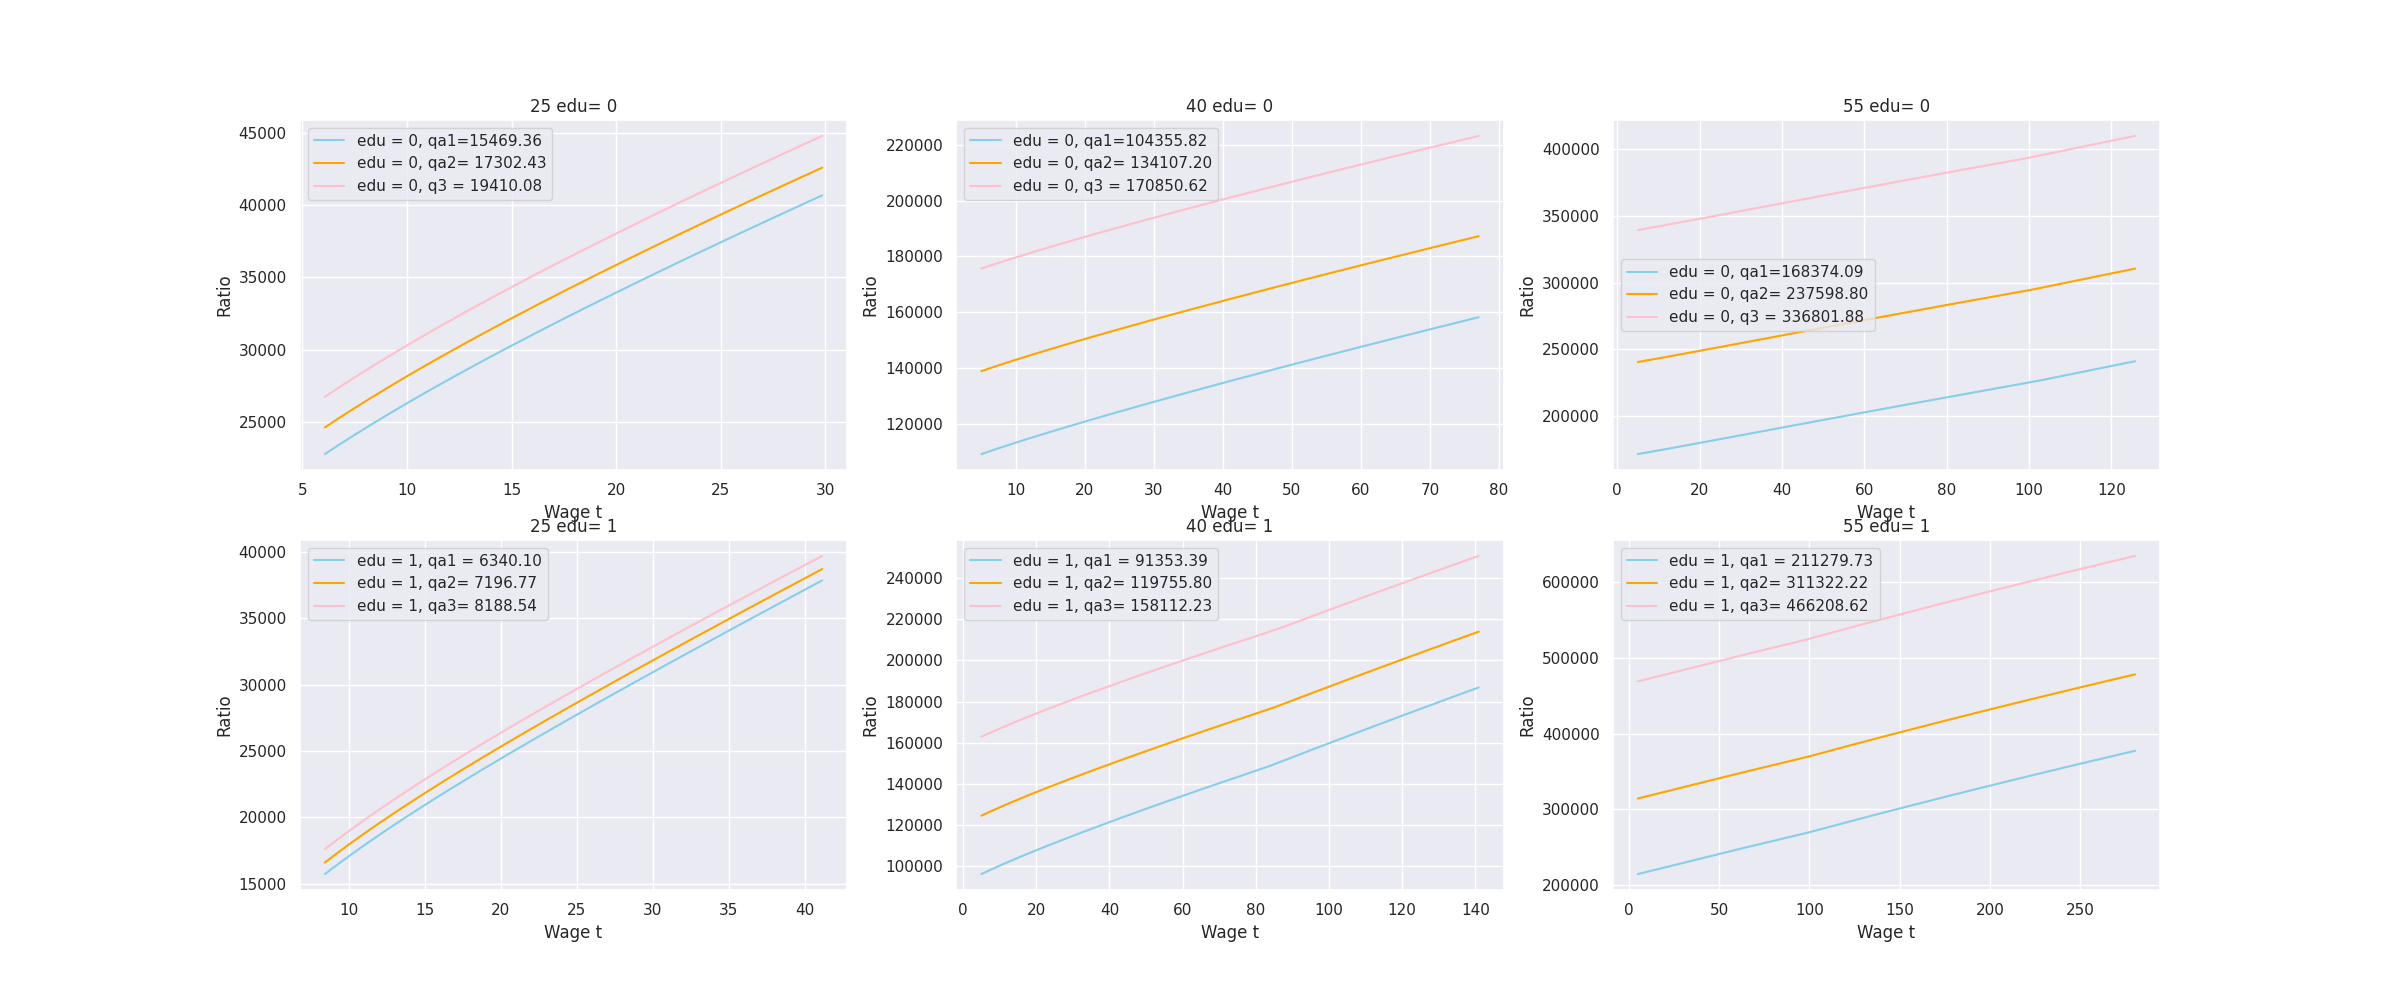 25 edu= 0
45000
40000
35000
30000
25000
Ratio
edu = 0, qa1=15469.36
edu = 0, qa2= 17302.43
edu = 0, q3 = 19410.08
5 10 15 20 25 30
Wage t
40 edu= 0
220000
200000
180000
160000
140000
120000
Ratio
edu = 0, qa1=104355.82
edu = 0, qa2= 134107.20
edu = 0, q3 = 170850.62
10 20 30 40 50 60 70 80
Wage t
55 edu= 0
400000
350000
300000
250000
200000
Ratio
edu = 0, qa1=168374.09
edu = 0, qa2= 237598.80
edu = 0, q3 = 336801.88
0 20 40 60 80 100 120
Wage t
25 edu= 1
40000
35000
30000
25000
20000
15000
Ratio
edu = 1, qa1 = 6340.10
edu = 1, qa2= 7196.77
edu = 1, qa3= 8188.54
10 15 20 25 30 35 40
Wage t
40 edu= 1
240000
220000
200000
180000
160000
140000
120000
100000
Ratio
edu = 1, qa1 = 91353.39
edu = 1, qa2= 119755.80
edu = 1, qa3= 158112.23
0 20 40 60 80 100 120 140
Wage t
55 edu= 1
600000
500000
400000
300000
200000
Ratio
edu = 1, qa1 = 211279.73
edu = 1, qa2= 311322.22
edu = 1, qa3= 466208.62
0 50 100 150 200 250
Wage t